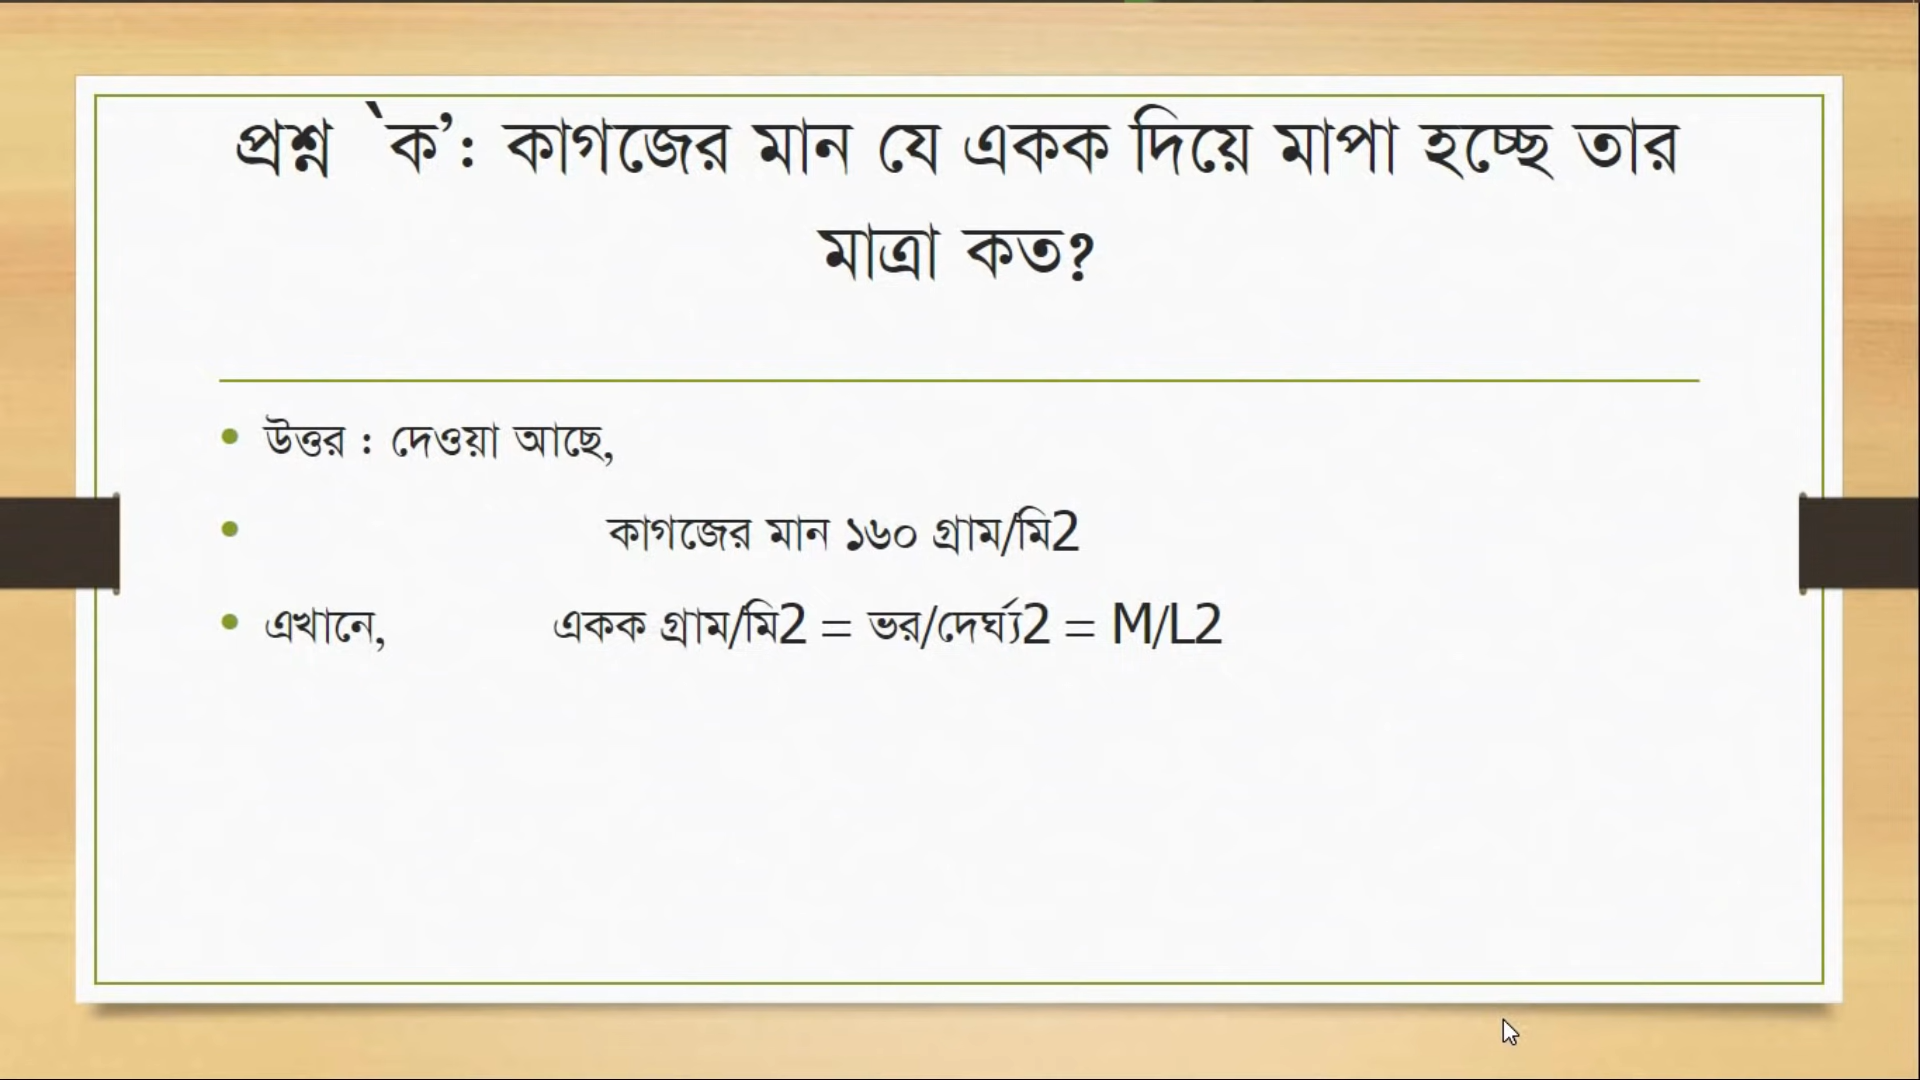 প্রশ্ন `ক’: কাগজের মান যে একক দিয়ে মাপা হচ্ছে তার
মাত্রা কত?
• উত্তর : দেওয়া আছে,
• কাগজের মান ১৬০ গ্রাম/মি2
• এখানে, একক গ্রাম/মি2 = ভর/দের্ঘ্য2 = M/L2